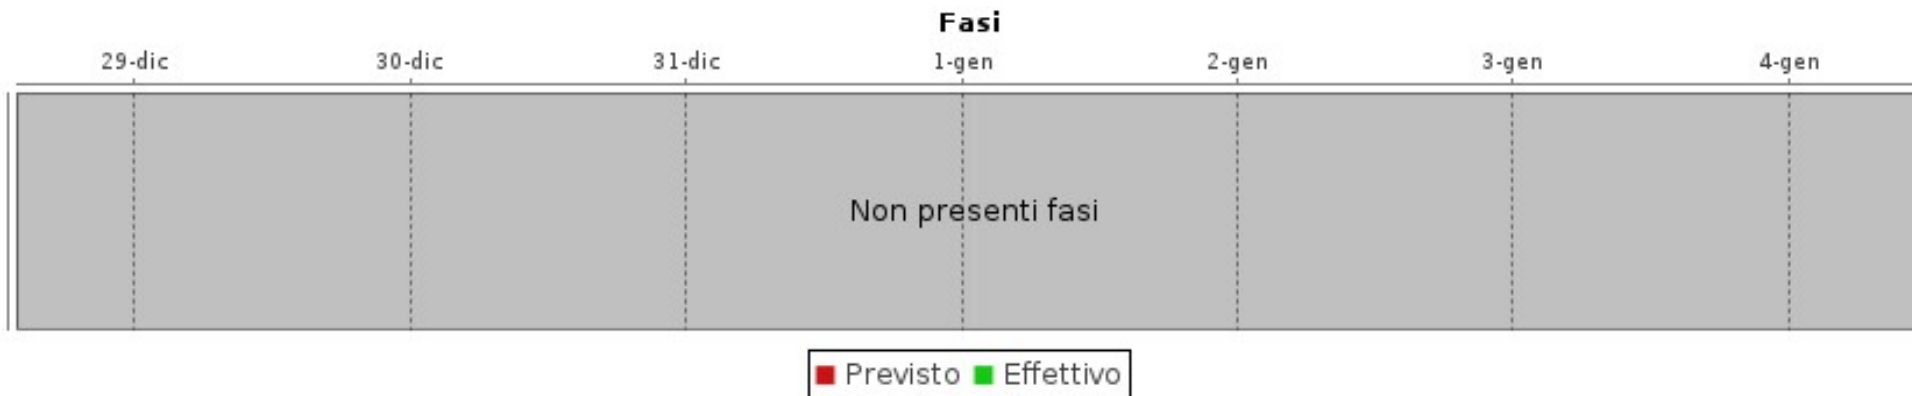 Fasi
29-dic 30-dic 31-dic 1-gen 2-gen 3-gen 4-gen
Non presenti fasi
Previsto Effettivo